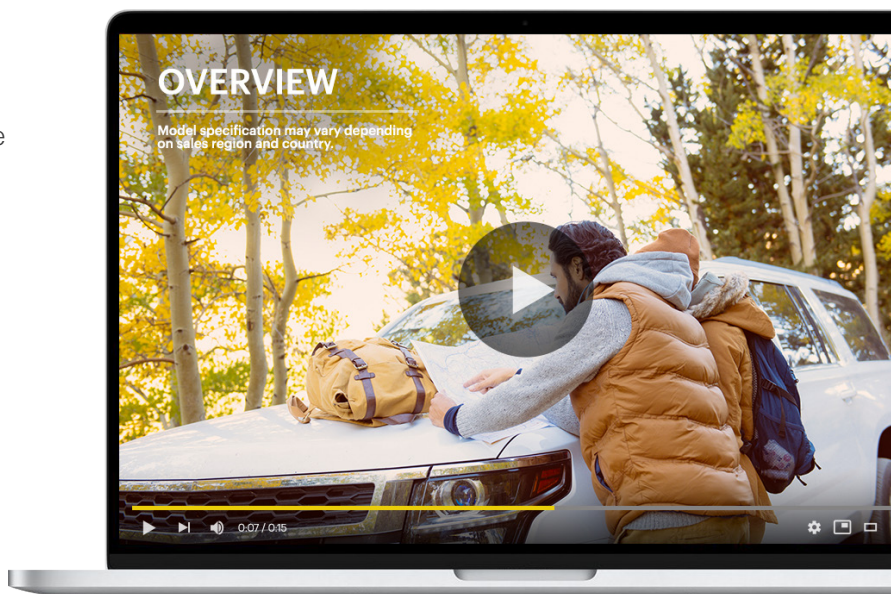 OVERVIEW
Model specification may vary depending
on sales region and country.
e
0:07 / 0:15